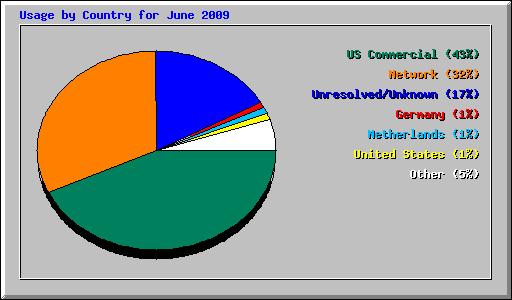 Usage by Country for June 2009
US Commercial (43%)
Network (32%)
Unresolved/Unknown (17%)
Germany (1%)
Netherlands (1%)
United States (1%)
Other (5%)